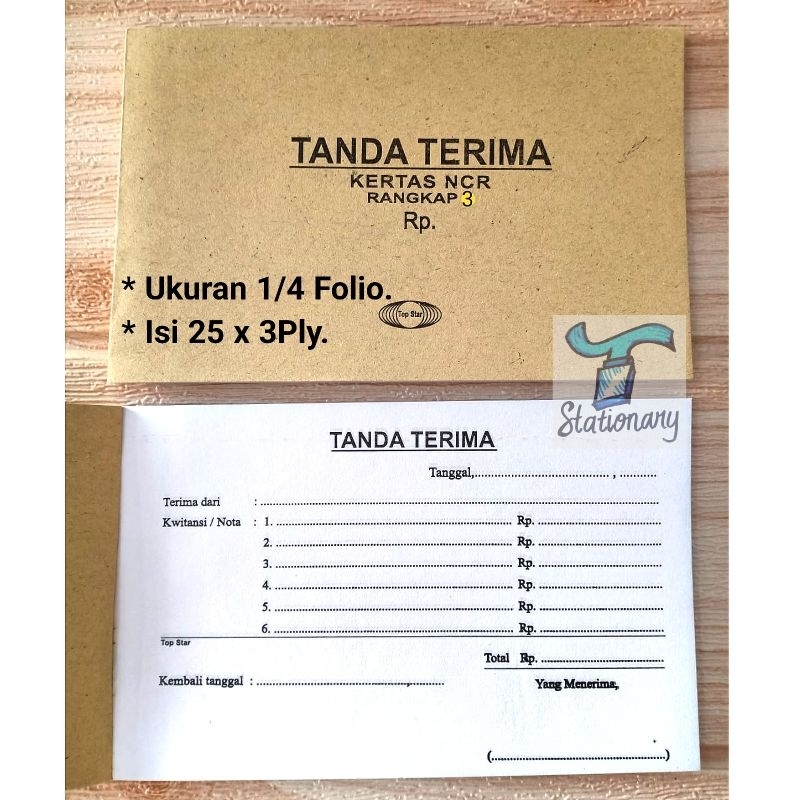 TANDA TERIMA
KERTAS NCR
RANGKAP 3
Rp.
* Ukuran 1/4 Folio.
Top Star
* Isi 25 x 3Ply.
Stationary
TANDA TERIMA
Tanggal,...................................... , ...........
Terima dari : ....................................................................................................
Kwitansi / Nota : 1. ................................................................ Rp. ..................................
2. ................................................................ Rp. ..................................
3. ................................................................ Rp. ..................................
4. ................................................................ Rp. ..................................
5. ................................................................ Rp. ..................................
6. ................................................................ Rp. ..................................
Top Star
Total Rp. ..................................
Kembali tanggal : ....................................................
Yang Menerima,
(................................................)